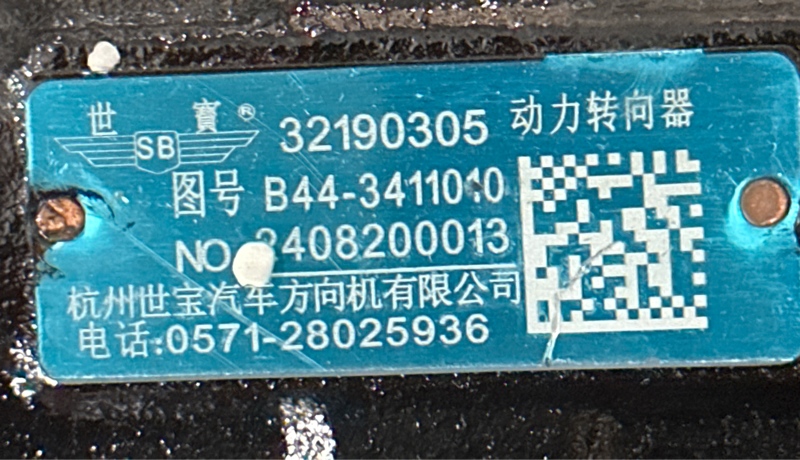 世 寳® 32190305 动力转向器
SB
图号 B44-3411010
NO 2408200013
杭州世宝汽车方向机有限公司
电话:0571-28025936